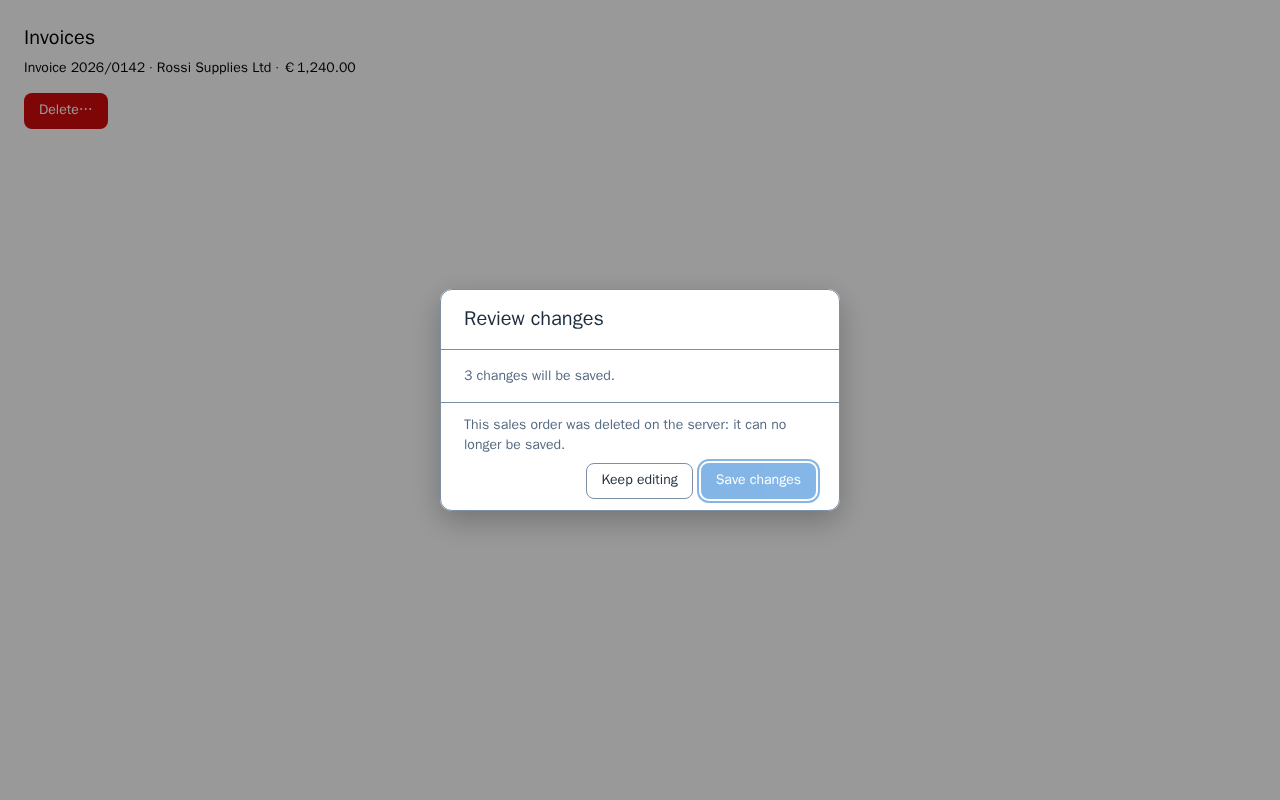 Invoices
Invoice 2026/0142 · Rossi Supplies Ltd · € 1,240.00
Delete…
Review changes
3 changes will be saved.
This sales order was deleted on the server: it can no
longer be saved.
Keep editing
Save changes